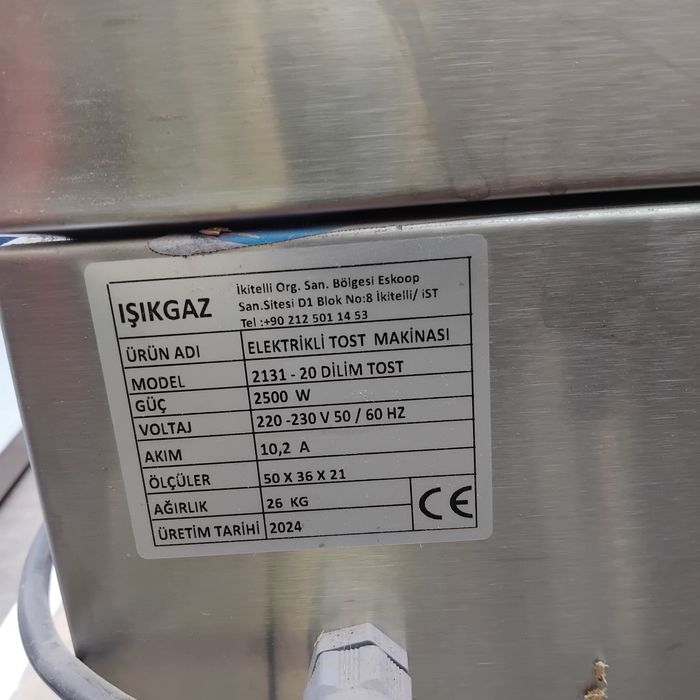 IŞIKGAZ
İkitelli Org. San. Bölgesi Eskoop
San.Sitesi D1 Blok No:8 İkitelli/ iST
Tel :+90 212 501 14 53
ÜRÜN ADI ELEKTRİKLİ TOST MAKİNASI
MODEL 2131 - 20 DİLİM TOST
GÜÇ 2500 W
VOLTAJ 220 -230 V 50 / 60 HZ
AKIM 10,2 A
ÖLÇÜLER 50 X 36 X 21
AĞIRLIK 26 KG
ÜRETİM TARİHİ 2024
CE